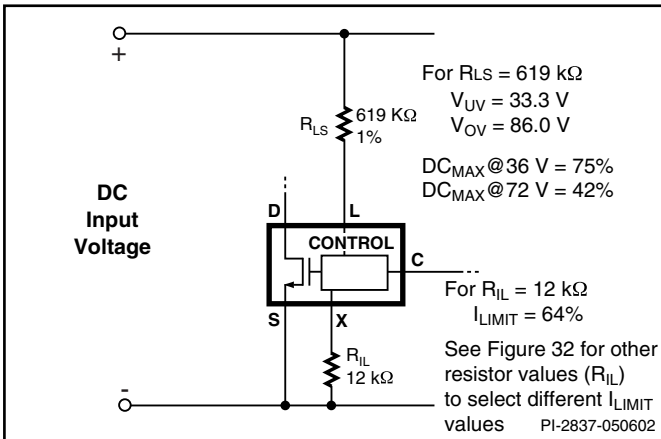 +
For RLS = 619 kΩ
VUV = 33.3 V
VOV = 86.0 V
RLS
619 KΩ
1%
DCMAX@36 V = 75%
DCMAX@72 V = 42%
DC
Input
Voltage
D
L
CONTROL
C
S
X
For RIL = 12 kΩ
ILIMIT = 64%
RIL
12 kΩ
See Figure 32 for other
resistor values (RIL)
to select different ILIMIT
values
PI-2837-050602
-